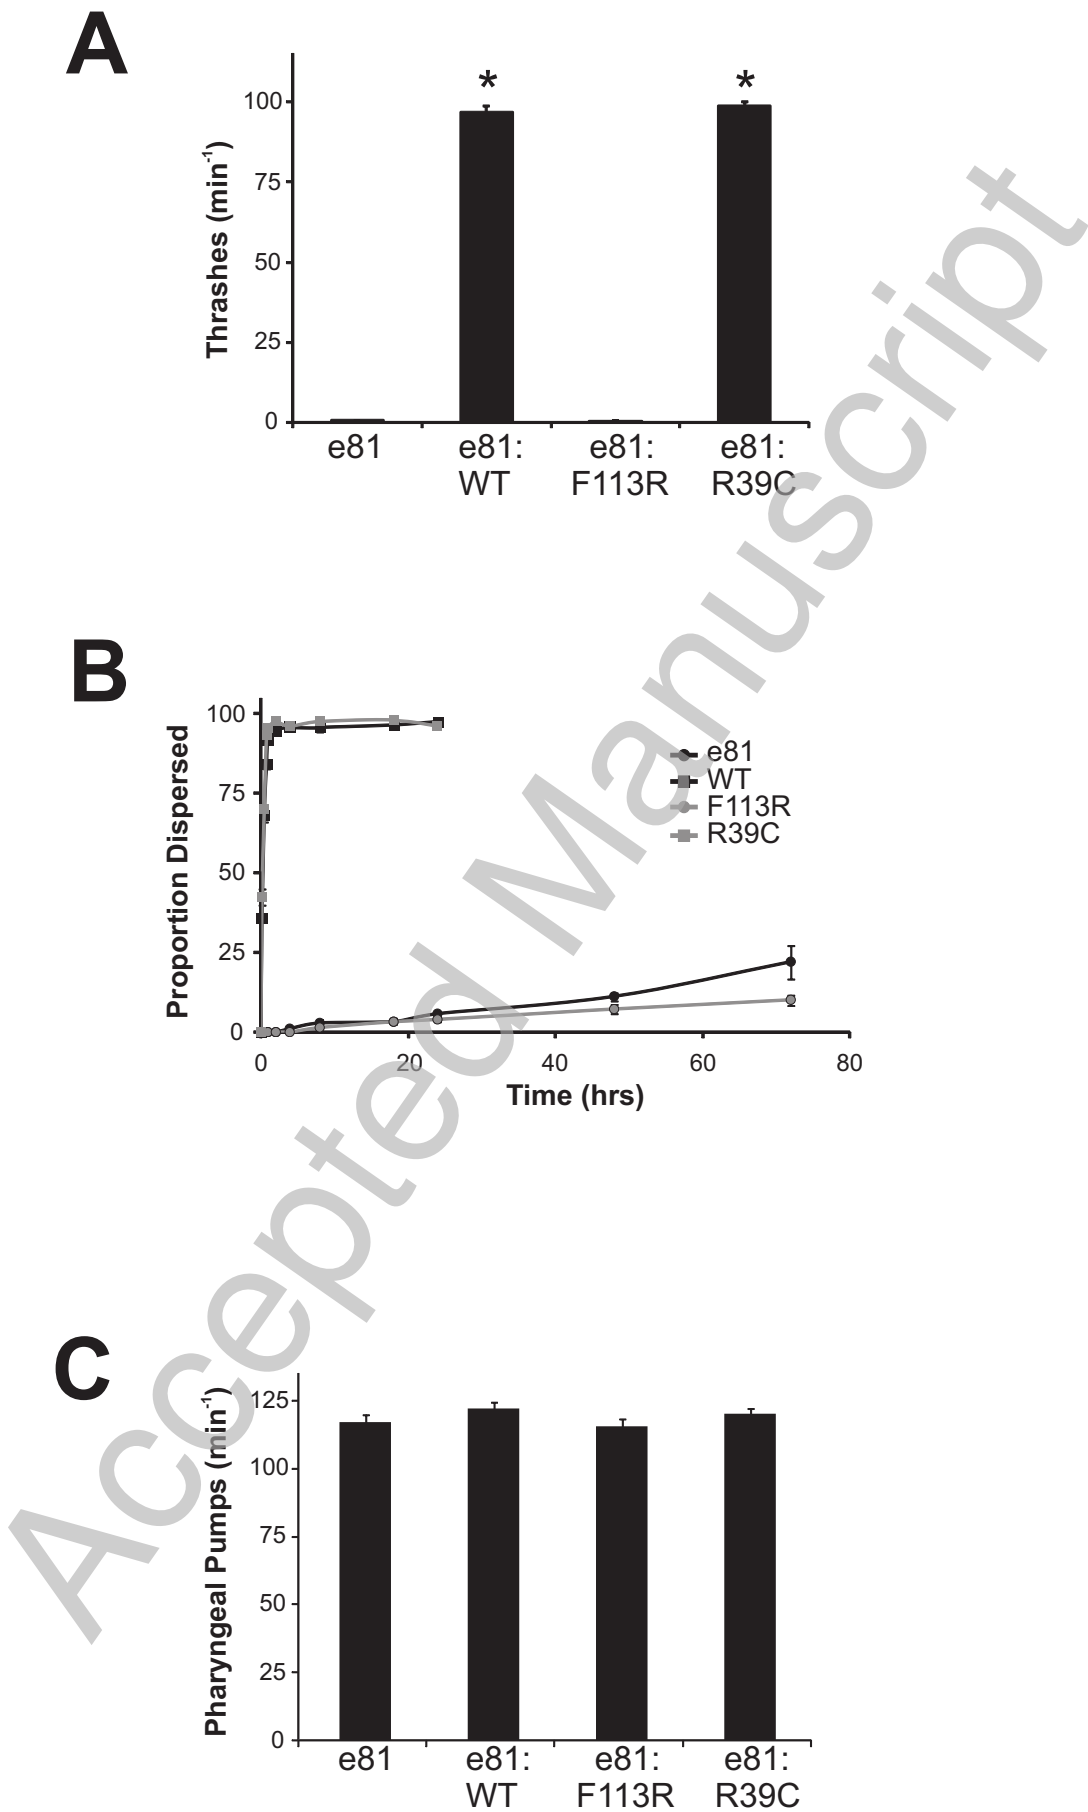 A
Thrashes (min-1)
100
75
50
25
0
*
*
e81
e81:
WT
e81:
F113R
e81:
R39C
B
Proportion Dispersed
100
75
50
25
0
0
20
40
60
80
Time (hrs)
e81
WT
F113R
R39C
C
Pharyngeal Pumps (min-1)
125
100
75
50
25
0
e81
e81:
WT
e81:
F113R
e81:
R39C
Accepted Manuscript